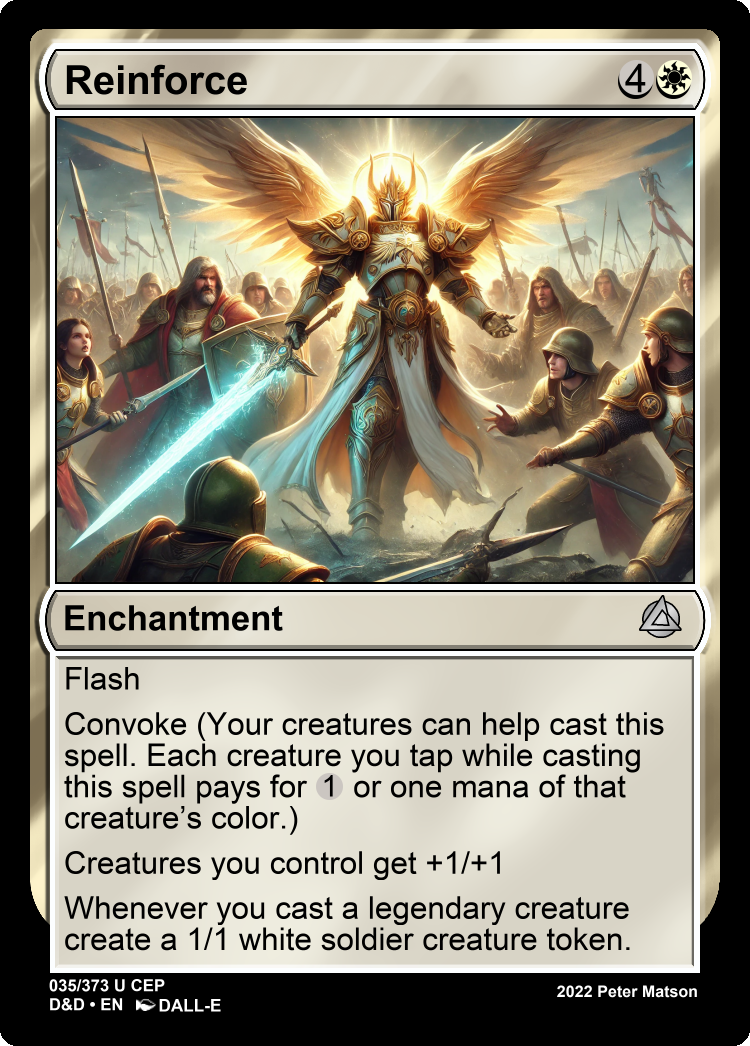 Reinforce 4
Enchantment
Flash
Convoke (Your creatures can help cast this
spell. Each creature you tap while casting
this spell pays for 1 or one mana of that
creature's color.)
Creatures you control get +1/+1
Whenever you cast a legendary creature
create a 1/1 white soldier creature token.
035/373 U CEP
D&D • EN DALL-E
2022 Peter Matson